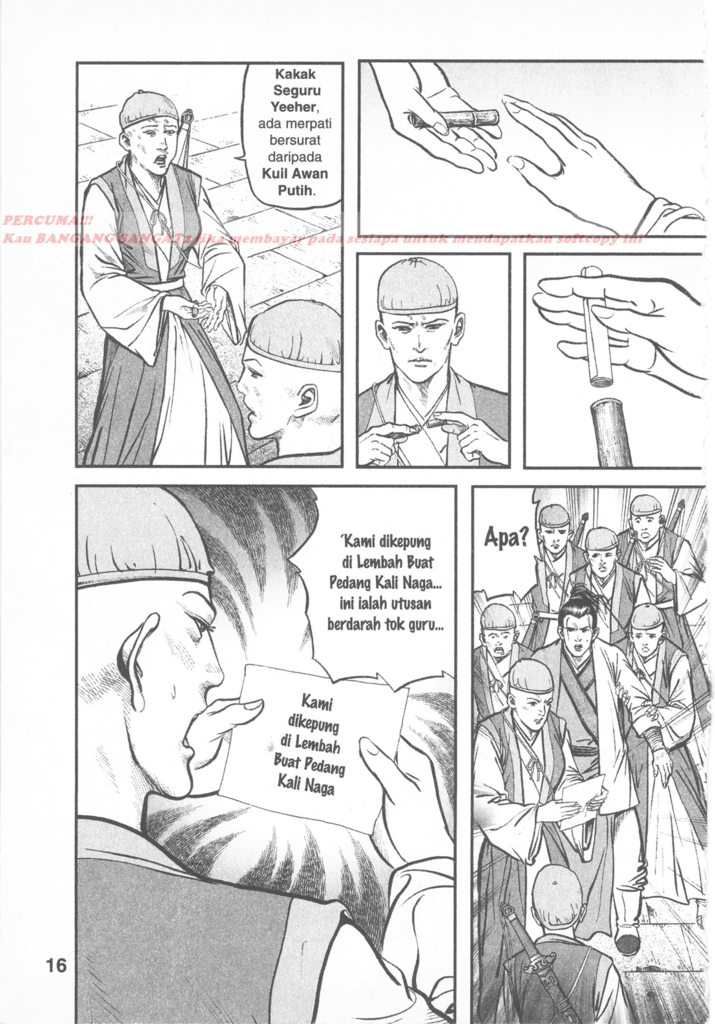 Kakak
Seguru
Yeeher,
ada merpati
bersurat
daripada
Kuil Awan
Putih.
PERCUMA!!!
Kau BANGANG SANGAT2 jika membayar pada sesiapa untuk mendapatkan softcopy ini
'Kami dikepung
di Lembah Buat
Pedang Kali Naga...
ini ialah utusan
berdarah tok guru...
Kami
dikepung
di Lembah
Buat Pedang
Kali Naga
Apa?
16